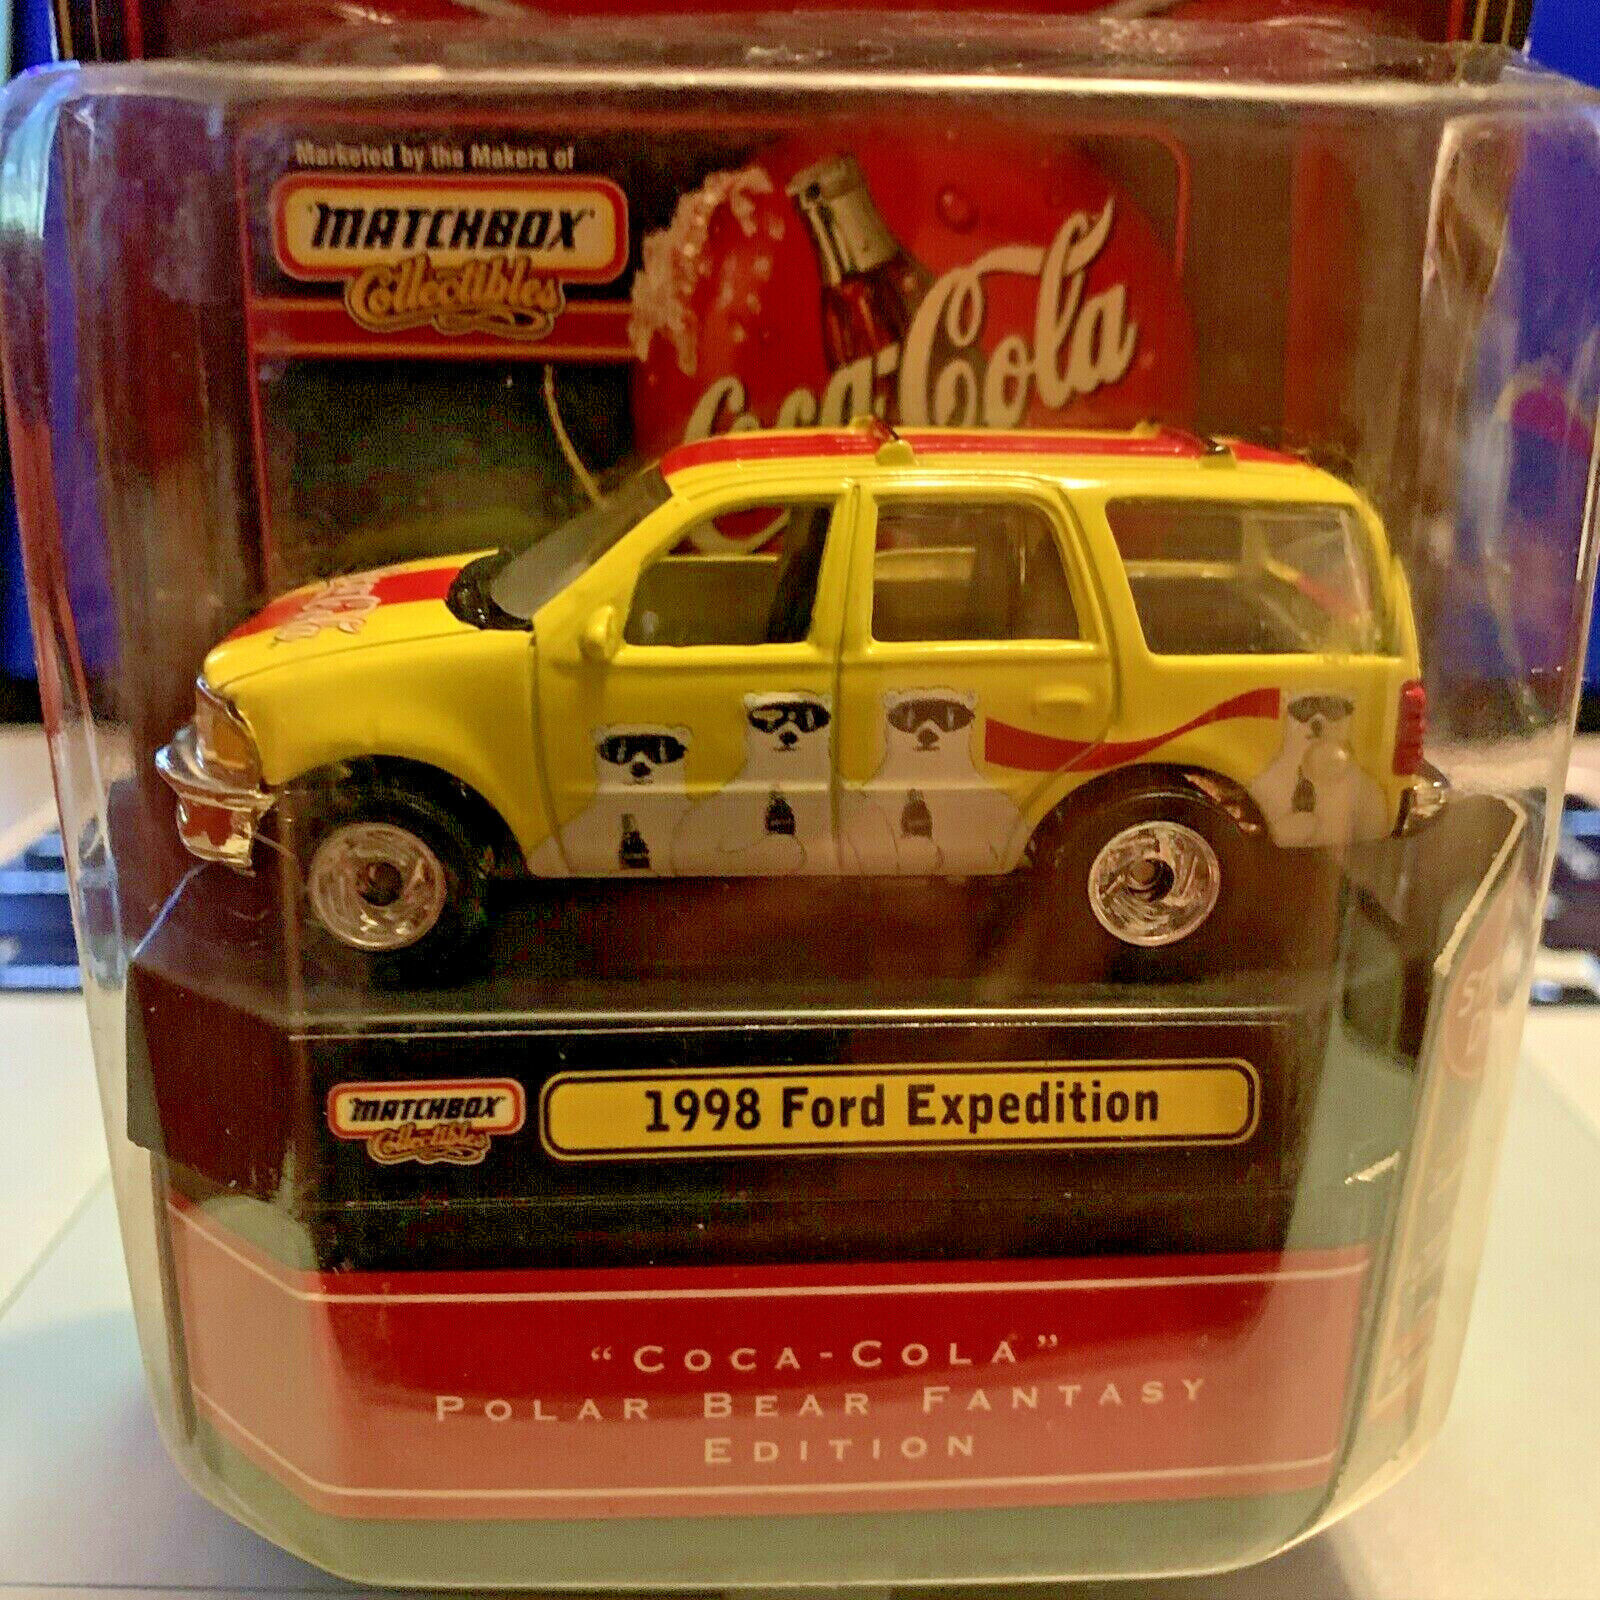 Marketed by the Makers of
MATCHBOX
Collectibles
Coca-Cola
MATCHBOX
Collectibles
1998 Ford Expedition
"COCA-COLA"
POLAR BEAR FANTASY
EDITION